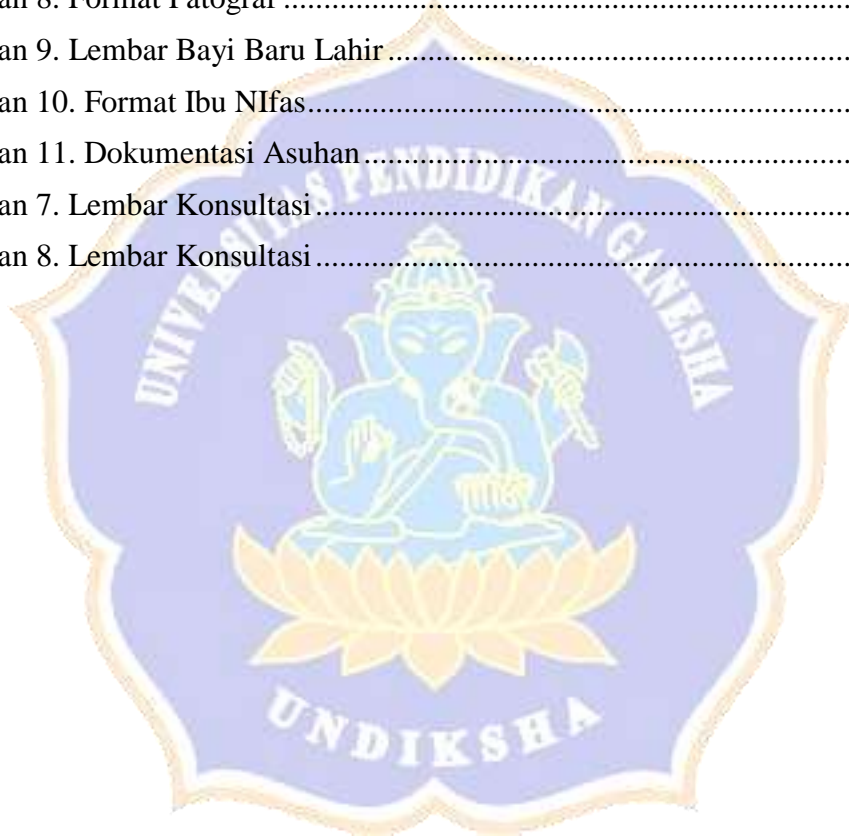 an 8. Format Patograf ........................................................................
an 9. Lembar Bayi Baru Lahir ........................................................
an 10. Format Ibu NIfas ..................................................................
an 11. Dokumentasi Asuhan ...........................................................
an 7. Lembar Konsultasi .................................................................
an 8. Lembar Konsultasi .................................................................
UNIVERSITAS PENDIDIKAN GANESHA
UNDIKSHA